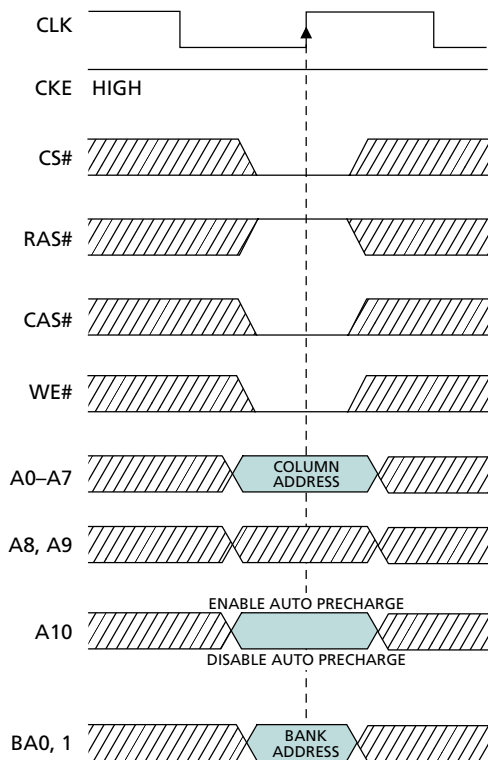 CLK
CKE HIGH
CS#
RAS#
CAS#
WE#
A0–A7
COLUMN
ADDRESS
A8, A9
ENABLE AUTO PRECHARGE
A10
DISABLE AUTO PRECHARGE
BA0, 1
BANK
ADDRESS